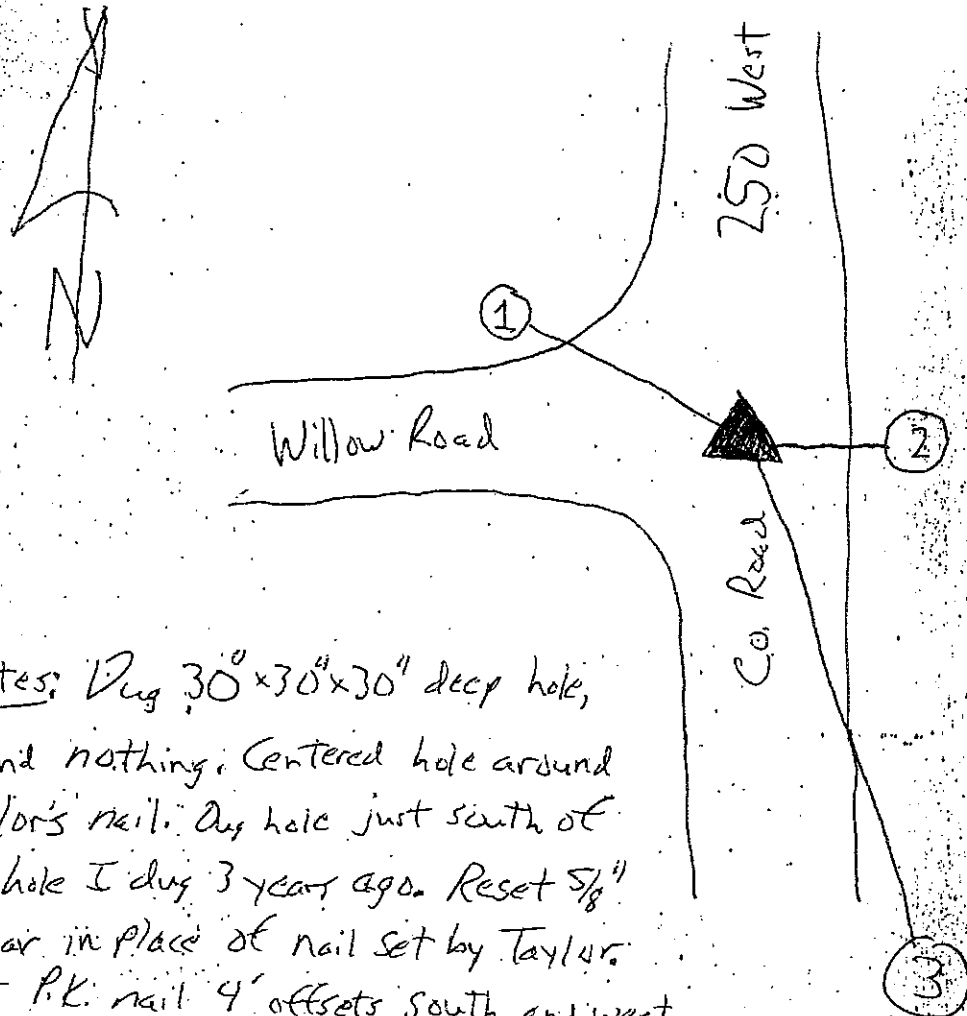 N
250 West
1
Willow Road
2
Co. Road
tes: Dug 30"x30"x30" deep hole,
nd nothing. Centered hole around
lor's nail. Dug hole just south of
hole I dug 3 years ago. Reset 5/8"
ar in place of nail set by Taylor.
P.K. nail 4' offsets south and west
3